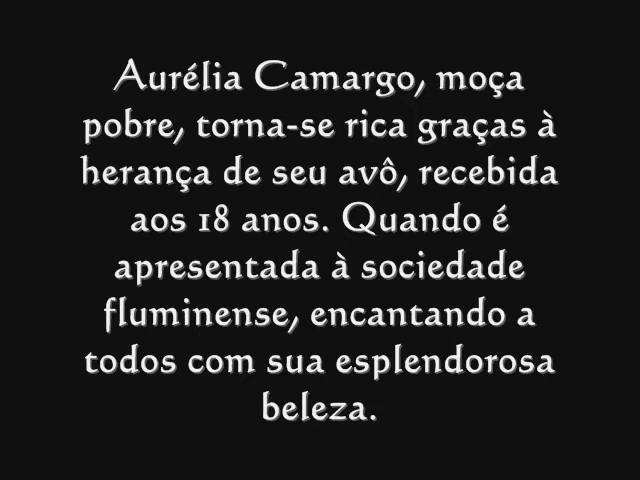 Aurélia Camargo, moça
pobre, torna-se rica graças à
herança de seu avô, recebida
aos 18 anos. Quando é
apresentada à sociedade
fluminense, encantando a
todos com sua esplendorosa
beleza.